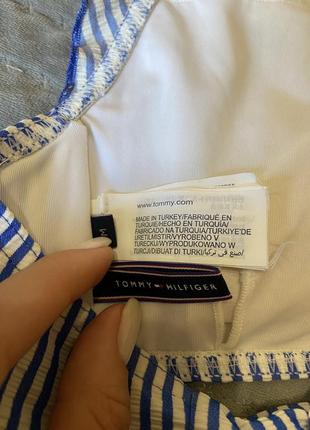 www.tommy.com
MADE IN TURKEY/FABRIQUÉ EN
TURQUIE/HECHO EN TURQUÍA/
FABRICADO NA TURQUIA/TÜRKIYE'DE
ÜRETILMISTIR/VYROBENO V
TURECKU/WYPRODUKOWANO W
TURCJI/DIBUAT DI TURKI/صنع في تركيا
M
TOMMY HILFIGER